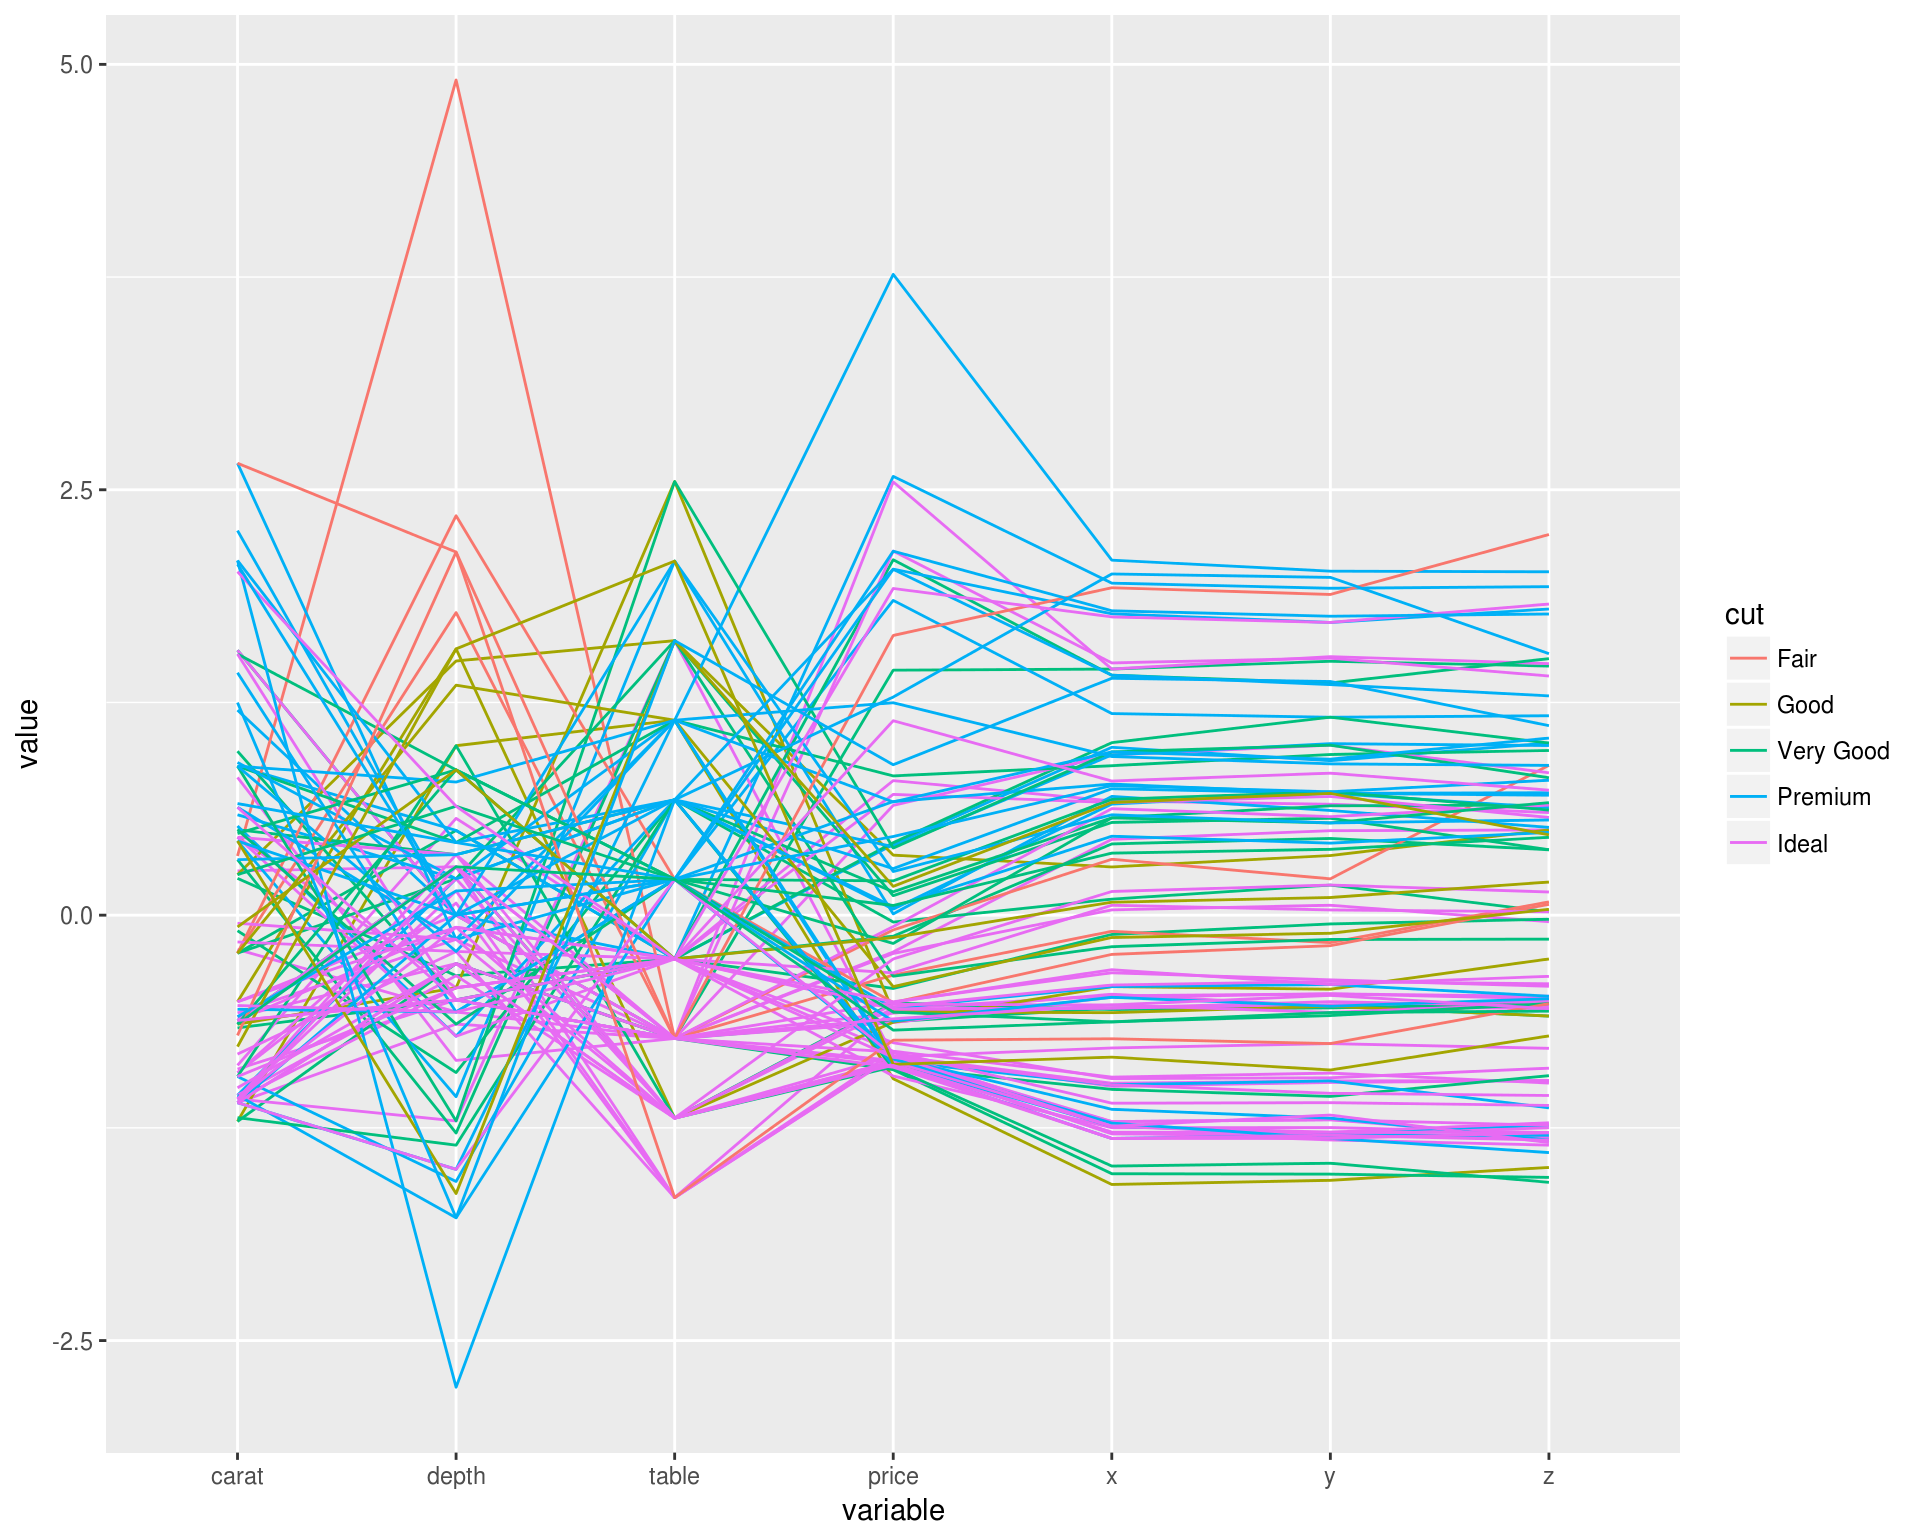 5.0
2.5
0.0
-2.5
value
carat
depth
table
price
x
y
z
variable
cut
Fair
Good
Very Good
Premium
Ideal